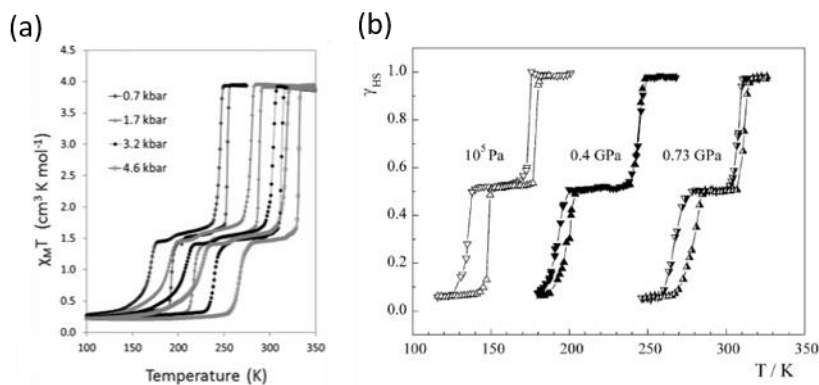 (a)
4.5
4.0
3.5
3.0
2.5
2.0
1.5
1.0
0.5
0.0
χMT (cm³ K mol⁻¹)
0.7 kbar
1.7 kbar
3.2 kbar
4.6 kbar
100 150 200 250 300 350
Temperature (K)
(b)
1.0
0.8
0.6
0.4
0.2
0.0
γHS
10⁵ Pa
0.4 GPa
0.73 GPa
100 150 200 250 300 350
T / K